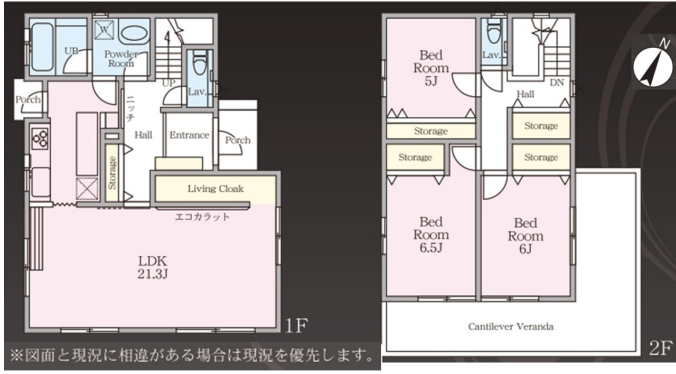 UB
W
Powder
Room
UP
Lav.
Porch
ニッチ
Hall
Entrance
Porch
Storage
Living Cloak
エコカラット
LDK
21.3J
1F
※図面と現況に相違がある場合は現況を優先します。
Bed
Room
5J
Lav.
DN
Hall
N
Storage
Storage
Storage
Storage
Bed
Room
6.5J
Bed
Room
6J
Cantilever Veranda
2F